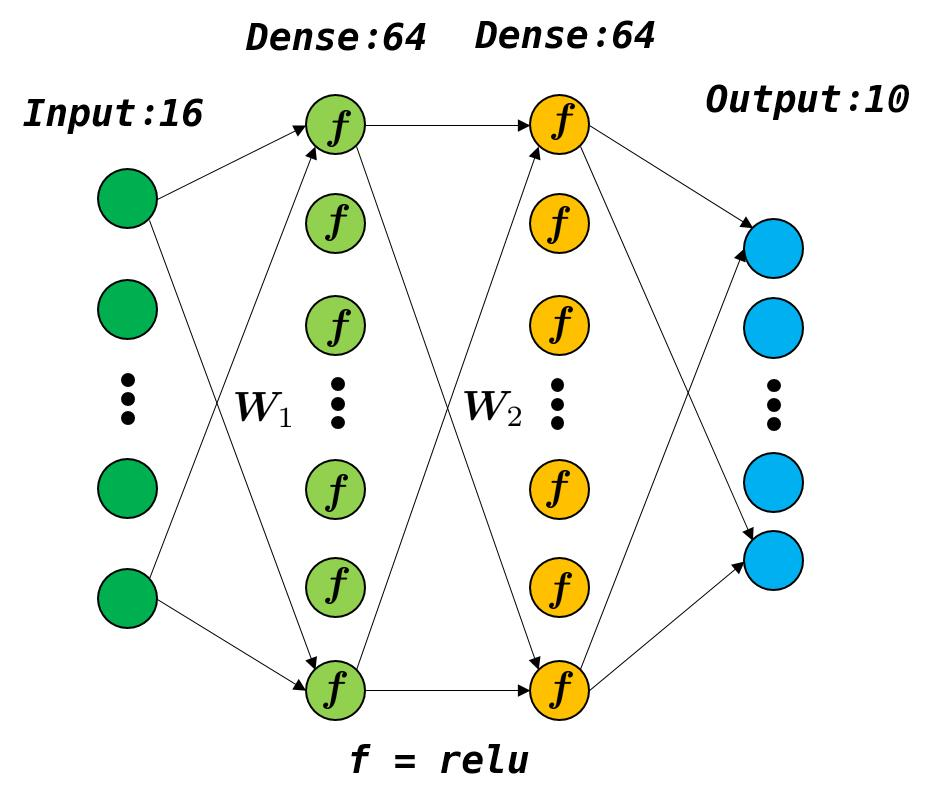 Dense:64 Dense:64
Input:16
Output:10
f f
f f
f f
W₁ W₂
f f
f f
f f
f = relu